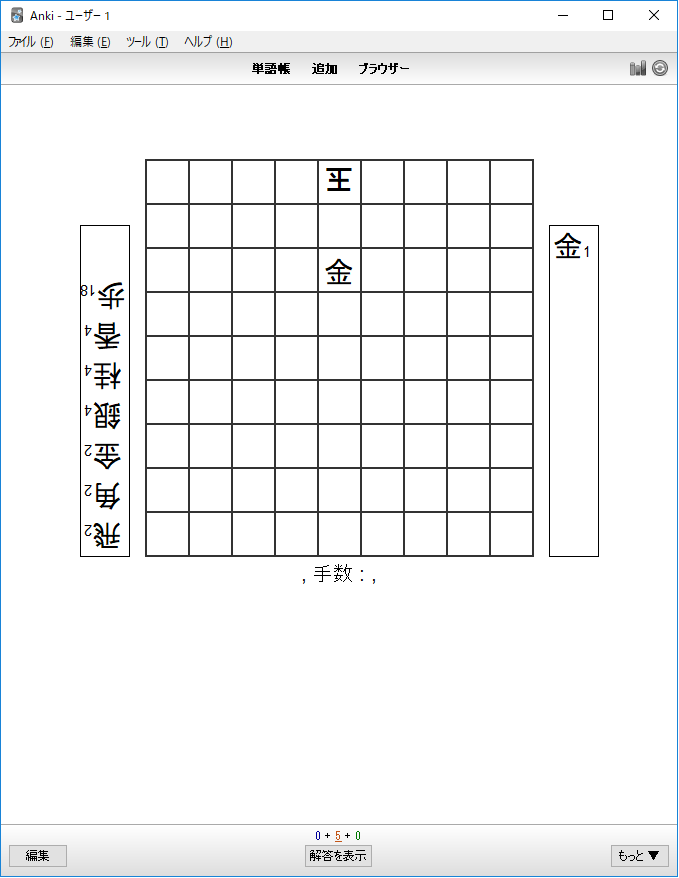 Anki - ユーザー 1
ファイル (F) 編集 (E) ツール (T) ヘルプ (H)
単語帳 追加 ブラウザー
王
金
歩18
香4
桂4
銀4
金2
角2
飛2
金1
, 手数 : ,
0 + 5 + 0
編集 解答を表示 もっと ▼